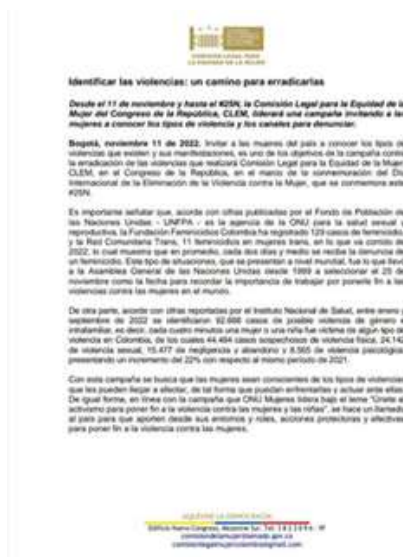 COMISIÓN LEGAL PARA
LA EQUIDAD DE LA MUJER
Identificar las violencias: un camino para erradicarlas
Desde el 11 de noviembre y hasta el #25N, la Comisión Legal para la Equidad de la
Mujer del Congreso de la República, CLEM, liderará una campaña invitando a las
mujeres a conocer los tipos de violencia y los canales para denunciar.
Bogotá, noviembre 11 de 2022. Invitar a las mujeres del país a conocer los tipos de
violencias que existen y sus manifestaciones, es uno de los objetivos de la campaña contra
la erradicación de las violencias que realizará Comisión Legal para la Equidad de la Mujer,
CLEM, en el Congreso de la República, en el marco de la conmemoración del Día
Internacional de la Eliminación de la Violencia contra la Mujer, que se conmemora este
#25N.
Es importante señalar que, acorde con cifras publicadas por el Fondo de Población de
las Naciones Unidas - UNFPA - es la agencia de la ONU para la salud sexual y
reproductiva, la Fundación Feminicidios Colombia ha registrado 129 casos de feminicidio,
y la Red Comunitaria Trans, 11 feminicidios en mujeres trans, en lo que va corrido de
2022, lo cual muestra que en promedio, cada dos días y medio se recibe la denuncia de
un feminicidio. Este tipo de situaciones, que se presentan a nivel mundial, fue lo que llevó
a la Asamblea General de las Naciones Unidas desde 1999 a seleccionar el 25 de
noviembre como la fecha para recordar la importancia de trabajar por ponerle fin a las
violencias contra las mujeres en el mundo.
De otra parte, acorde con cifras reportadas por el Instituto Nacional de Salud, entre enero y
septiembre de 2022 se identificaron 92.668 casos de posible violencia de género e
intrafamiliar, es decir, cada cuatro minutos una mujer o una niña fue víctima de algún tipo de
violencia en Colombia, de los cuales 44.484 casos sospechosos de violencia física, 24.142
de violencia sexual, 15.477 de negligencia y abandono y 8.565 de violencia psicológica,
presentando un incremento del 22% con respecto al mismo periodo de 2021.
Con esta campaña se busca que las mujeres sean conscientes de los tipos de violencias
que les pueden llegar a afectar, de tal forma que puedan enfrentarlas y actuar ante ellas.
De igual forma, en línea con la campaña que ONU Mujeres lidera bajo el lema "Únete al
activismo para poner fin a la violencia contra las mujeres y las niñas", se hace un llamado
al país para que aporten desde sus entornos y roles, acciones protectoras y efectivas
para poner fin a la violencia contra las mujeres.
AQUÍ VIVE LA DEMOCRACIA
Edificio Nuevo Congreso,